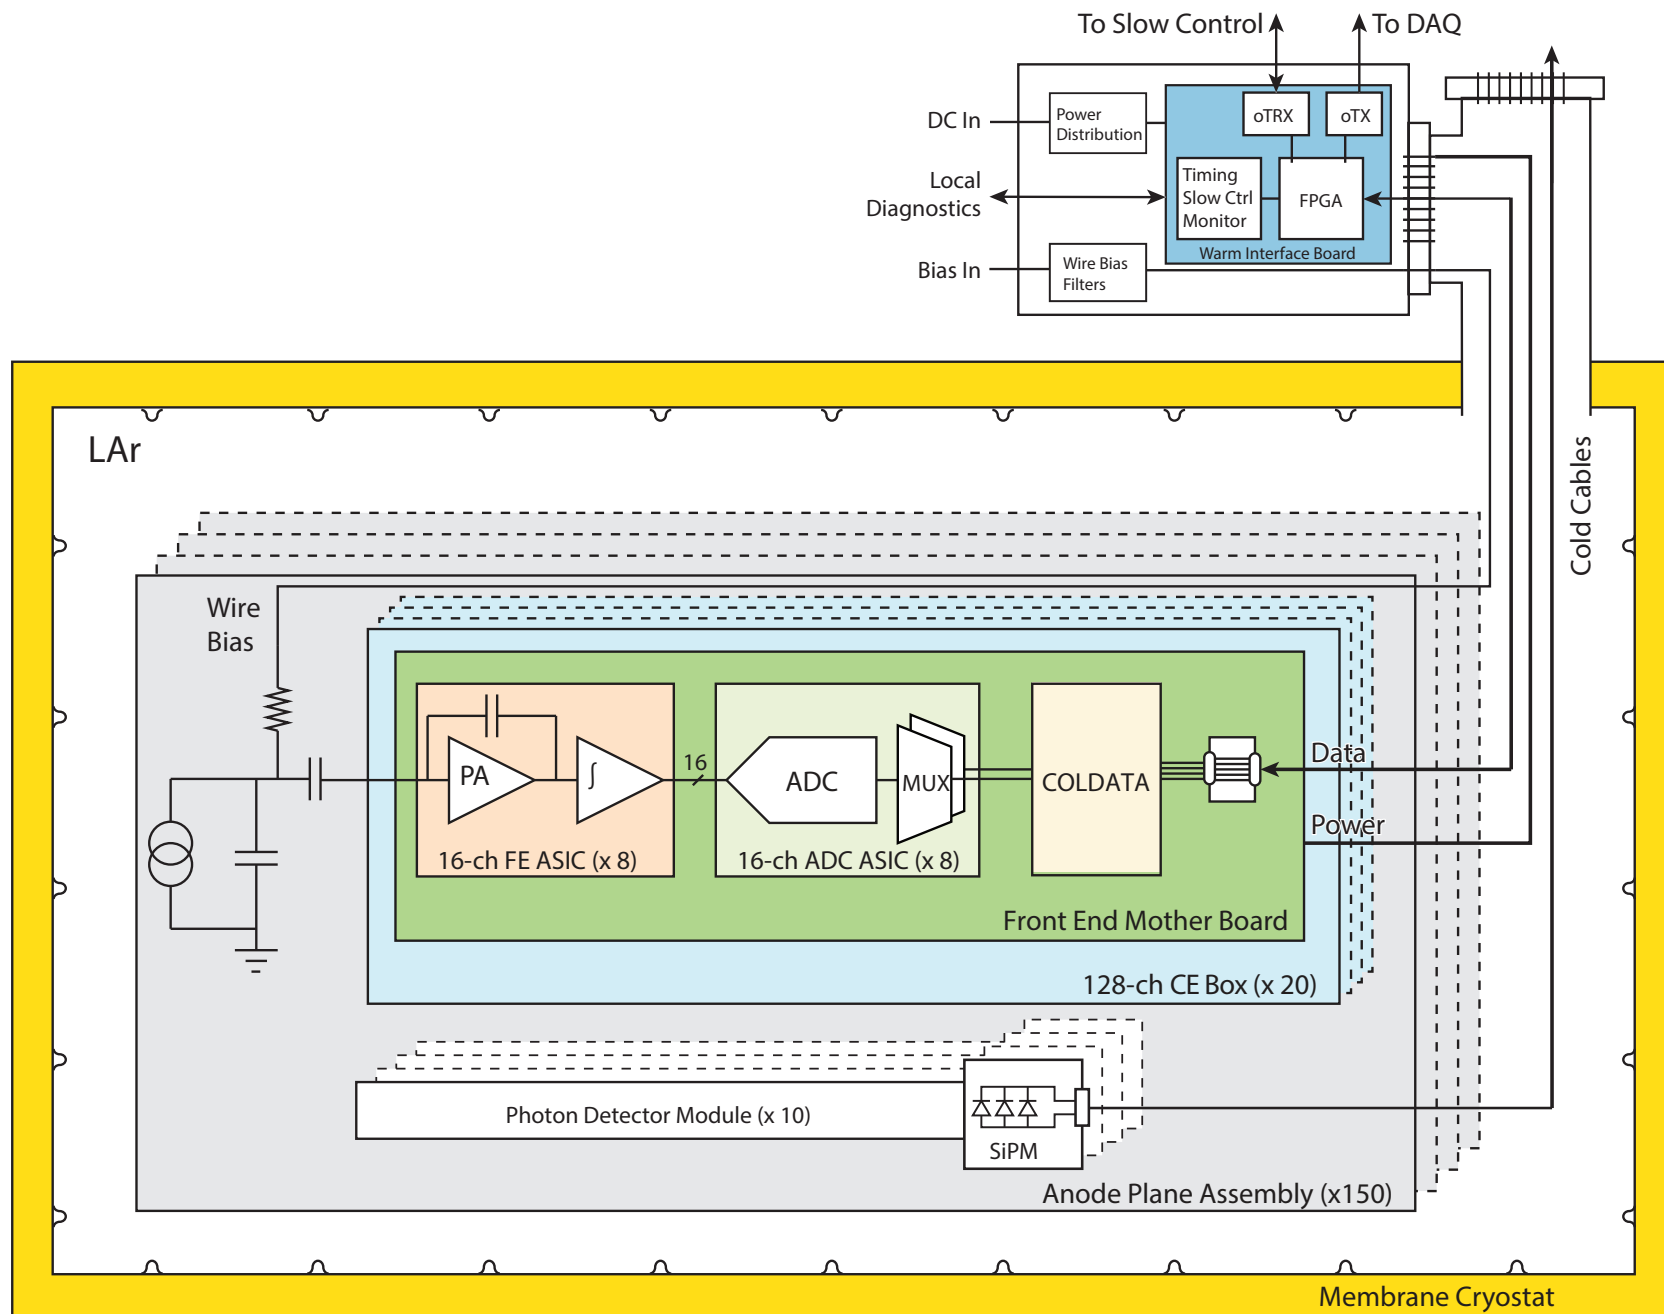 To Slow Control
To DAQ
DC In
Power
Distribution
oTRX
oTX
Local
Diagnostics
Timing
Slow Ctrl
Monitor
FPGA
Warm Interface Board
Bias In
Wire Bias
Filters
LAr
Cold Cables
Wire
Bias
PA
∫
16
ADC
MUX
COLDATA
Data
Power
16-ch FE ASIC (x 8)
16-ch ADC ASIC (x 8)
Front End Mother Board
128-ch CE Box (x 20)
Photon Detector Module (x 10)
SiPM
Anode Plane Assembly (x150)
Membrane Cryostat